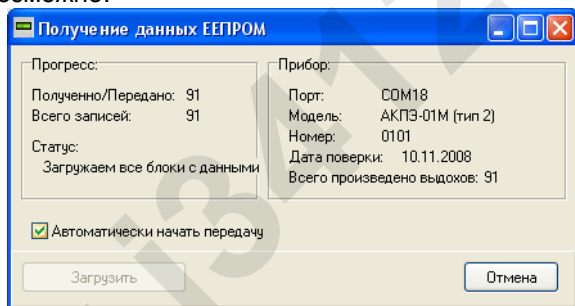 Получение данных ЕЕПРОМ
Прогресс:
Полученно/Передано: 91
Всего записей: 91
Статус:
Загружаем все блоки с данными
Прибор:
Порт: COM18
Модель: АКПЭ-01М (тип 2)
Номер: 0101
Дата поверки: 10.11.2008
Всего произведено выдохов: 91
Автоматически начать передачу
Загрузить
Отмена